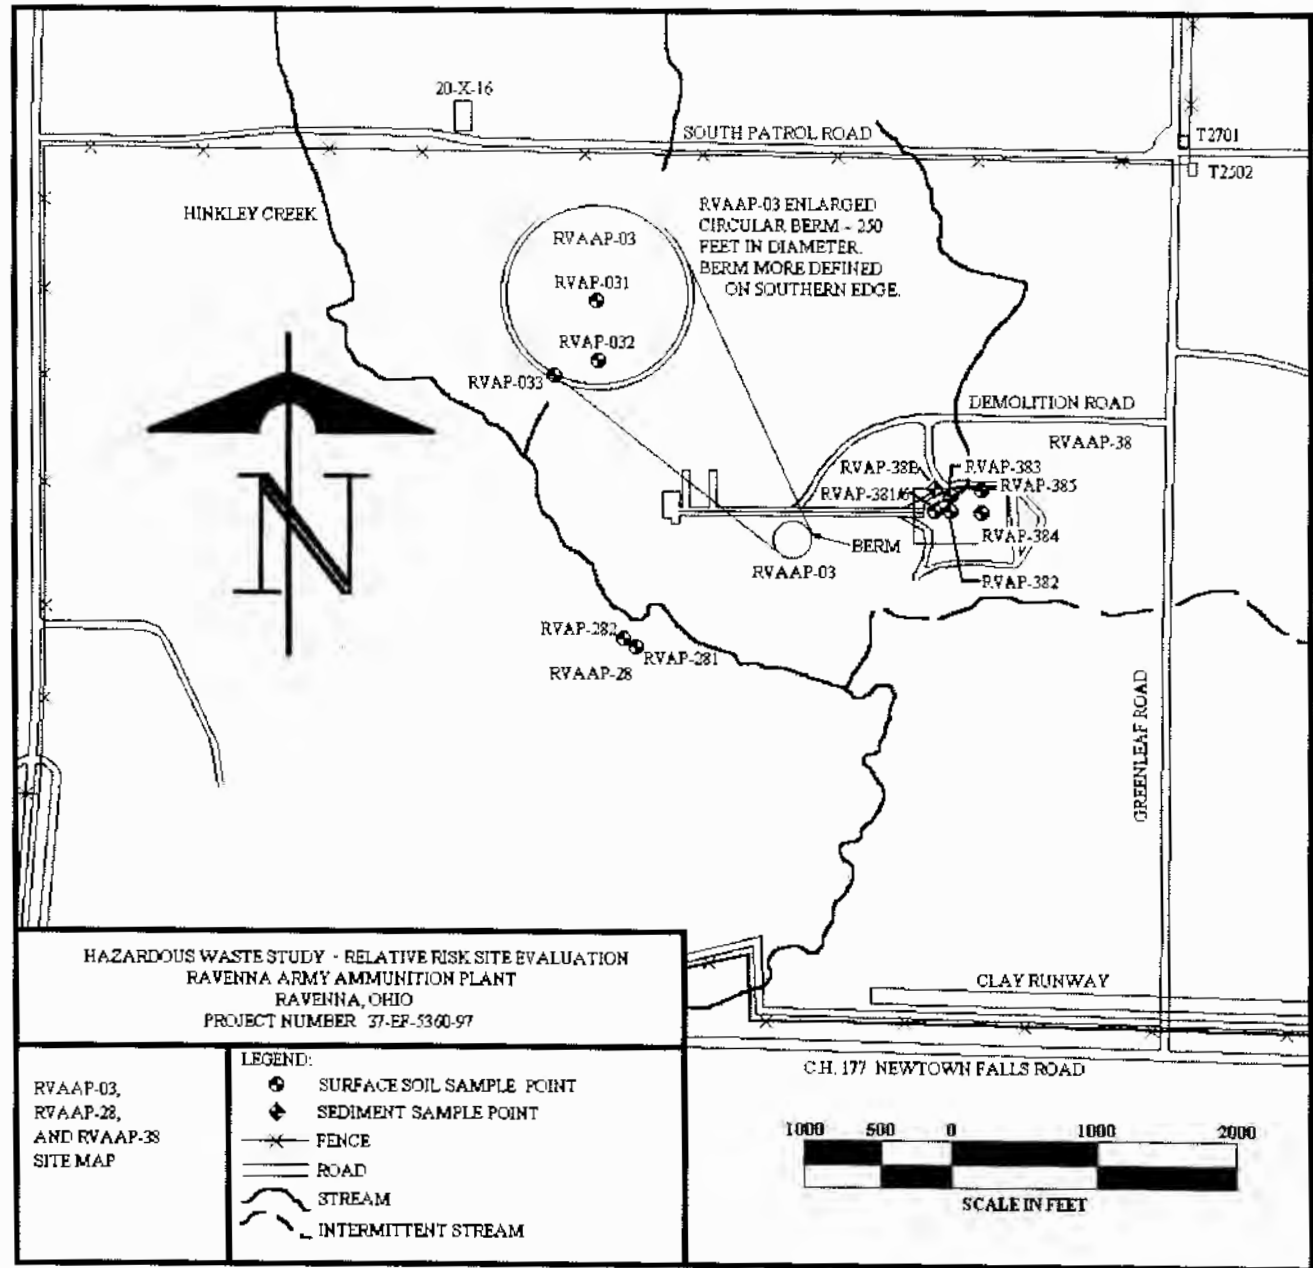 20-X-16
SOUTH PATROL ROAD
T2701
T2502
HINKLEY CREEK
RVAAP-03 ENLARGED
CIRCULAR BERM - 250
FEET IN DIAMETER.
BERM MORE DEFINED
ON SOUTHERN EDGE.
RVAAP-03
RVAP-031
RVAP-032
RVAP-033
DEMOLITION ROAD
RVAAP-38
RVAP-383
RVAP-385
RVAP-384
RVAP-382
BERM
RVAAP-03
N
RVAP-282
RVAP-281
RVAAP-28
GREENLEAF ROAD
CLAY RUNWAY
C.H. 177 NEWTOWN FALLS ROAD
HAZARDOUS WASTE STUDY - RELATIVE RISK SITE EVALUATION
RAVENNA ARMY AMMUNITION PLANT
RAVENNA, OHIO
PROJECT NUMBER 37-EF-5360-97
RVAAP-03,
RVAAP-28,
AND RVAAP-38
SITE MAP
LEGEND:
SURFACE SOIL SAMPLE POINT
SEDIMENT SAMPLE POINT
FENCE
ROAD
STREAM
INTERMITTENT STREAM
1000 500 0 1000 2000
SCALE IN FEET